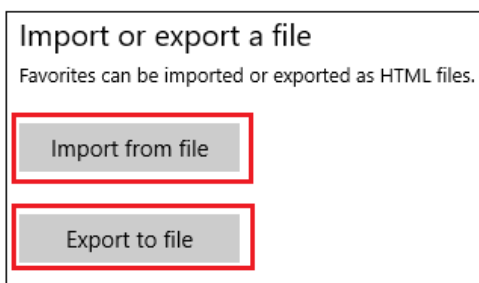 Import or export a file
Favorites can be imported or exported as HTML files.
Import from file
Export to file